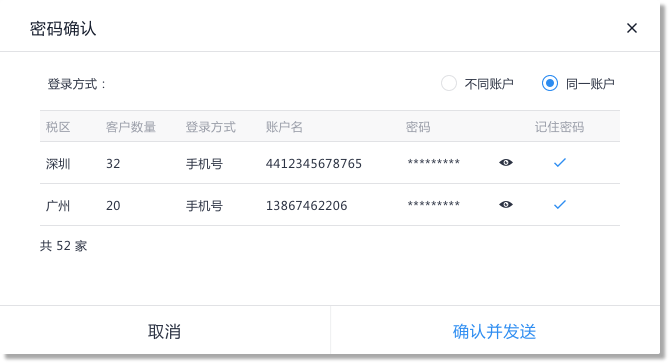 密码确认
登录方式： 不同账户 同一账户
税区 客户数量 登录方式 账户名 密码 记住密码
深圳 32 手机号 4412345678765 *********
广州 20 手机号 13867462206 *********
共 52 家
取消 确认并发送